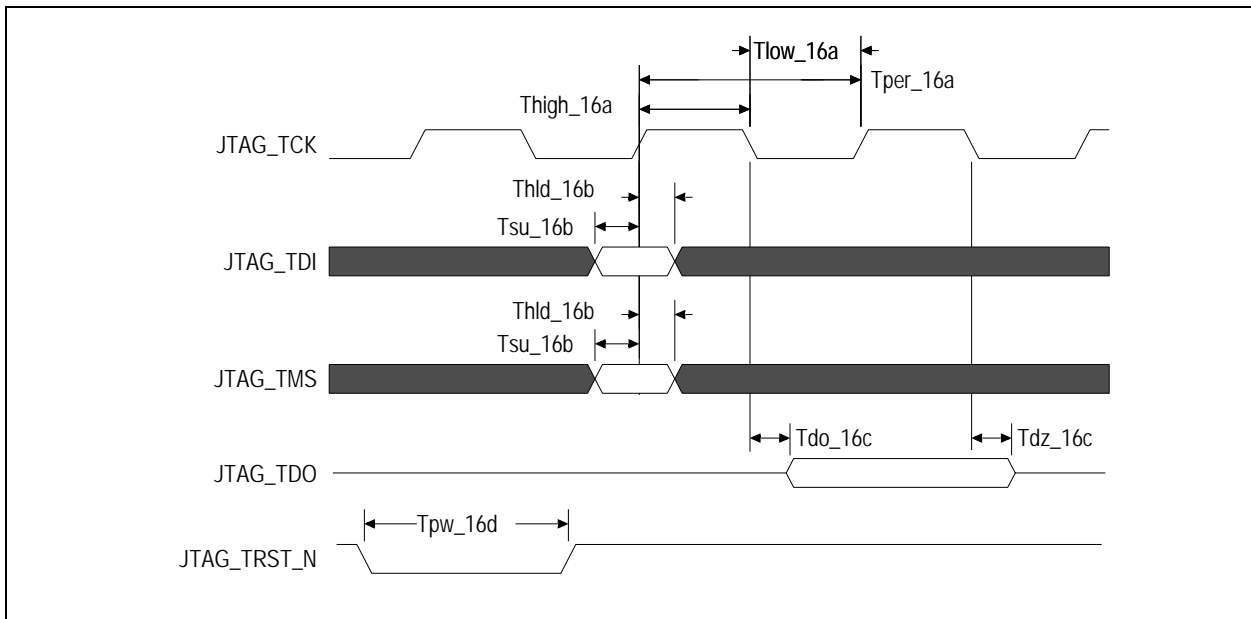 Tlow_16a
Tper_16a
Thigh_16a
JTAG_TCK
Thld_16b
Tsu_16b
JTAG_TDI
Thld_16b
Tsu_16b
JTAG_TMS
Tdo_16c
Tdz_16c
JTAG_TDO
Tpw_16d
JTAG_TRST_N